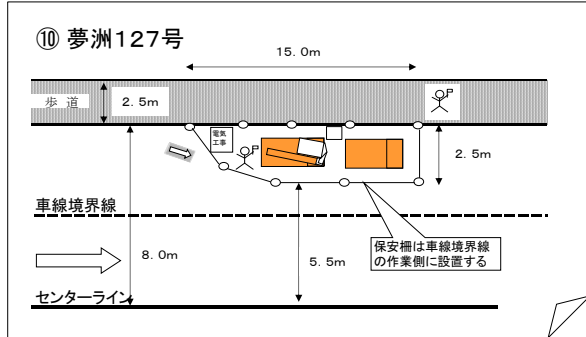 ⑩ 夢洲127号
15.0m
歩道
2.5m
電気
工事
2.5m
車線境界線
8.0m
5.5m
保安柵は車線境界線
の作業側に設置する
センターライン